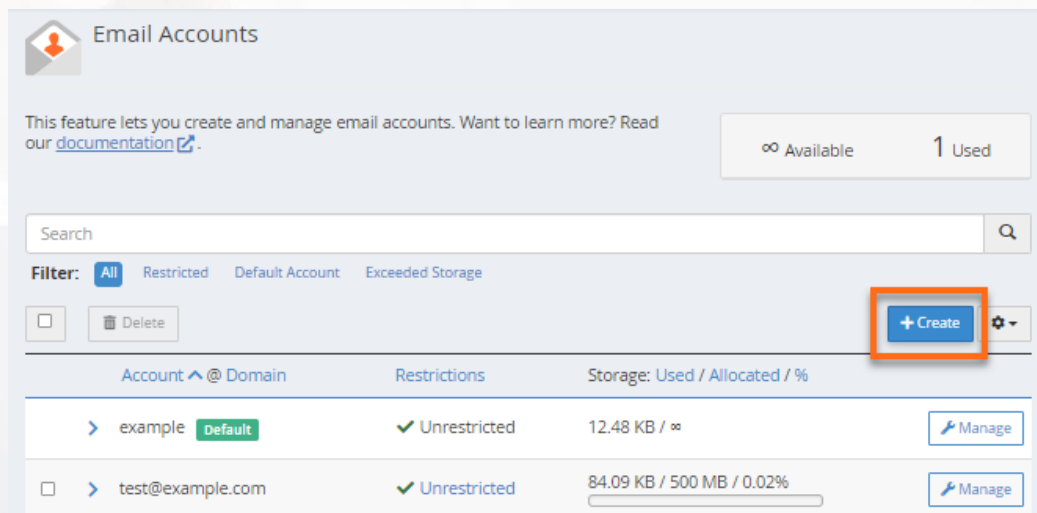 Email Accounts
This feature lets you create and manage email accounts. Want to learn more? Read
our documentation.
∞ Available 1 Used
Search
Filter: All Restricted Default Account Exceeded Storage
Delete + Create
Account @ Domain Restrictions Storage: Used / Allocated / %
example Default Unrestricted 12.48 KB / ∞ Manage
test@example.com Unrestricted 84.09 KB / 500 MB / 0.02% Manage